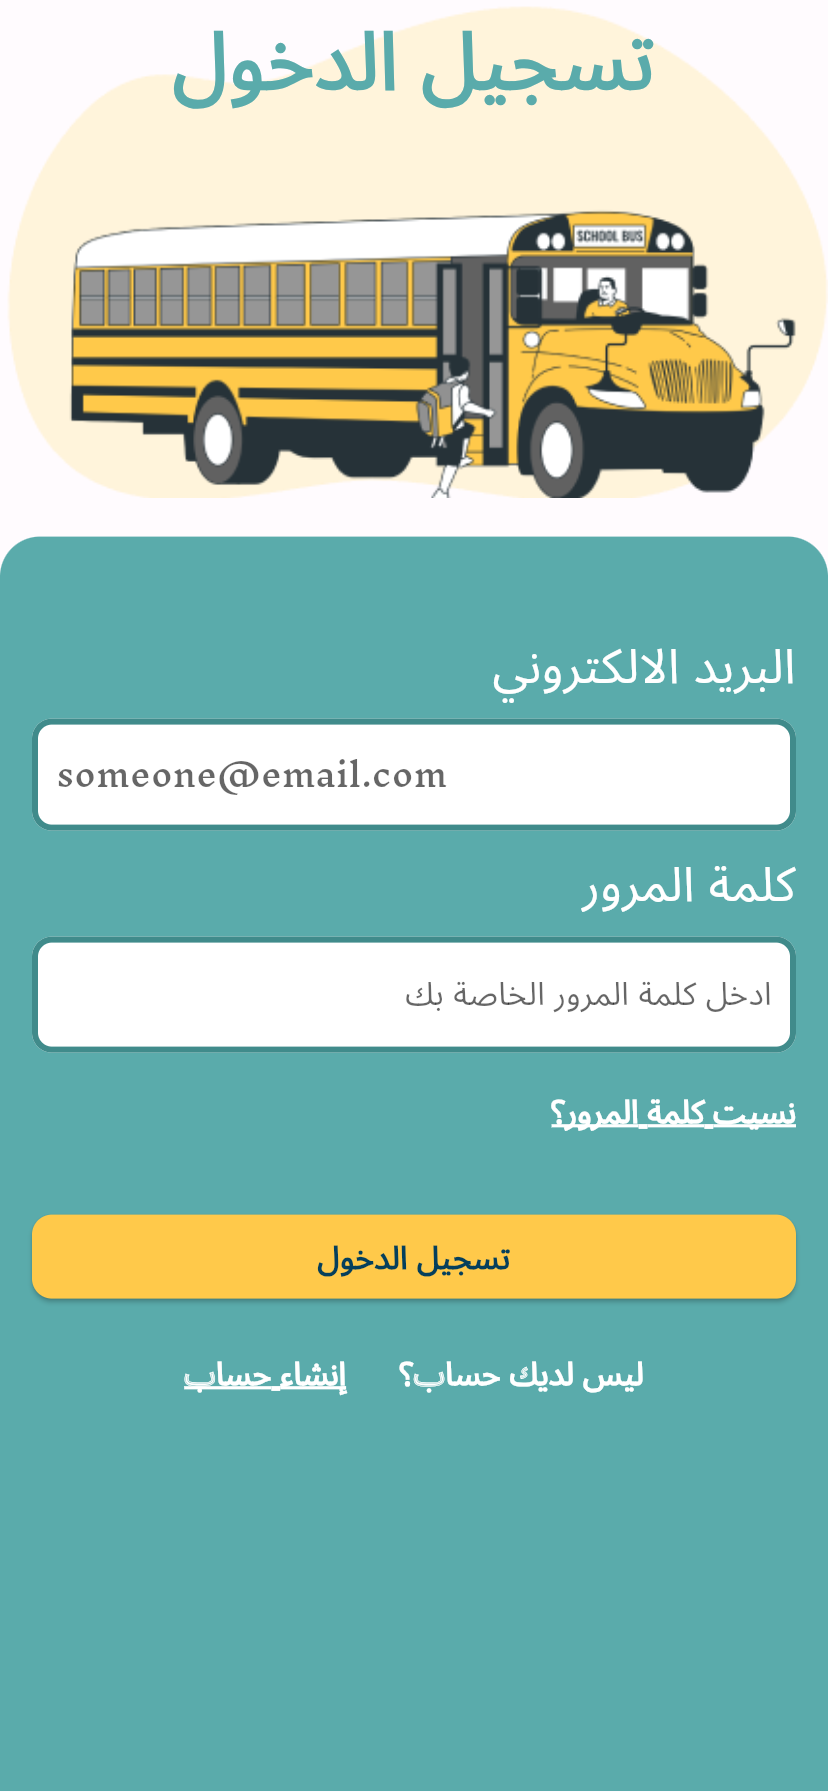 تسجيل الدخول
SCHOOL BUS
البريد الالكتروني
someone@email.com
كلمة المرور
ادخل كلمة المرور الخاصة بك
نسيت كلمة المرور؟
تسجيل الدخول
ليس لديك حساب؟ إنشاء حساب